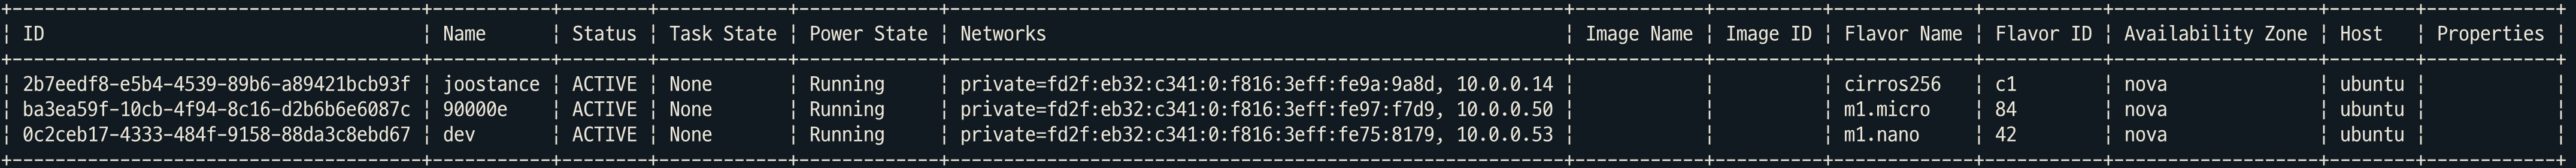 +--------------------------------------+-----------+--------+------------+-------------+---------------------------------------------------------+------------+----------+-------------+-----------+-------------------+--------+------------+
| ID                                   | Name      | Status | Task State | Power State | Networks                                                | Image Name | Image ID | Flavor Name | Flavor ID | Availability Zone | Host   | Properties |
+--------------------------------------+-----------+--------+------------+-------------+---------------------------------------------------------+------------+----------+-------------+-----------+-------------------+--------+------------+
| 2b7eedf8-e5b4-4539-89b6-a89421bcb93f | joostance | ACTIVE | None       | Running     | private=fd2f:eb32:c341:0:f816:3eff:fe9a:9a8d, 10.0.0.14 |            |          | cirros256   | c1        | nova              | ubuntu |            |
| ba3ea59f-10cb-4f94-8c16-d2b6b6e6087c | 90000e    | ACTIVE | None       | Running     | private=fd2f:eb32:c341:0:f816:3eff:fe97:f7d9, 10.0.0.50 |            |          | m1.micro    | 84        | nova              | ubuntu |            |
| 0c2ceb17-4333-484f-9158-88da3c8ebd67 | dev       | ACTIVE | None       | Running     | private=fd2f:eb32:c341:0:f816:3eff:fe75:8179, 10.0.0.53 |            |          | m1.nano     | 42        | nova              | ubuntu |            |
+--------------------------------------+-----------+--------+------------+-------------+---------------------------------------------------------+------------+----------+-------------+-----------+-------------------+--------+------------+